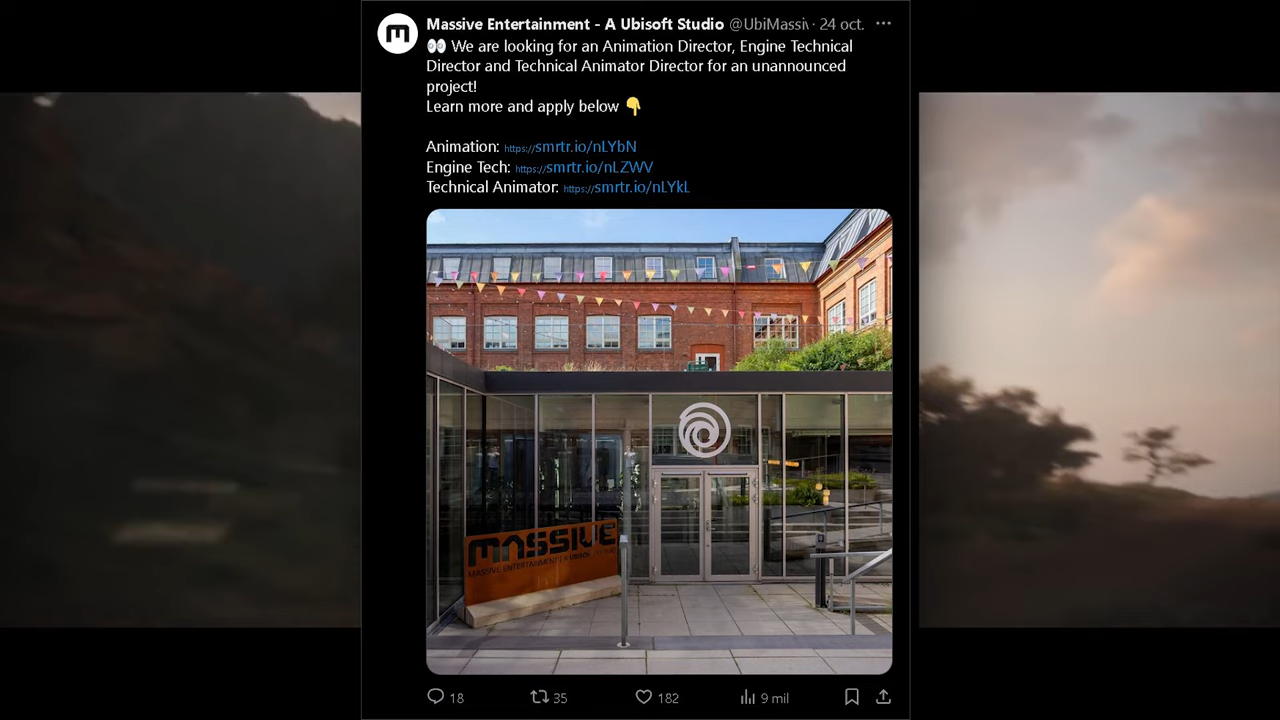 Massive Entertainment - A Ubisoft Studio @UbiMassiv · 24 oct.
👀 We are looking for an Animation Director, Engine Technical
Director and Technical Animator Director for an unannounced
project!
Learn more and apply below 👇
Animation: https://smrtr.io/nLYbN
Engine Tech: https://smrtr.io/nLZWV
Technical Animator: https://smrtr.io/nLYkL
MASSIVE
MASSIVE ENTERTAINMENT
18 35 182 9 mil